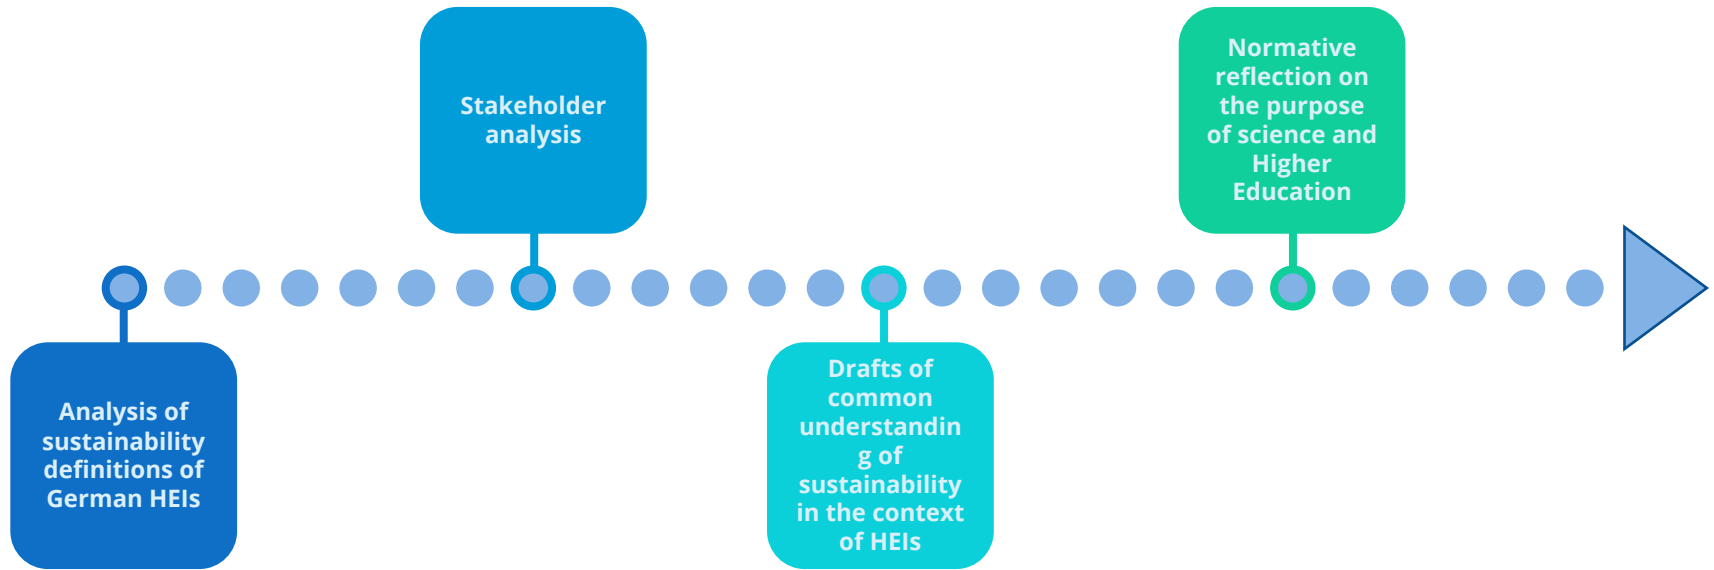 Analysis of
sustainability
definitions of
German HEIs
Stakeholder
analysis
Drafts of
common
understandin
g of
sustainability
in the context
of HEIs
Normative
reflection on
the purpose
of science and
Higher
Education